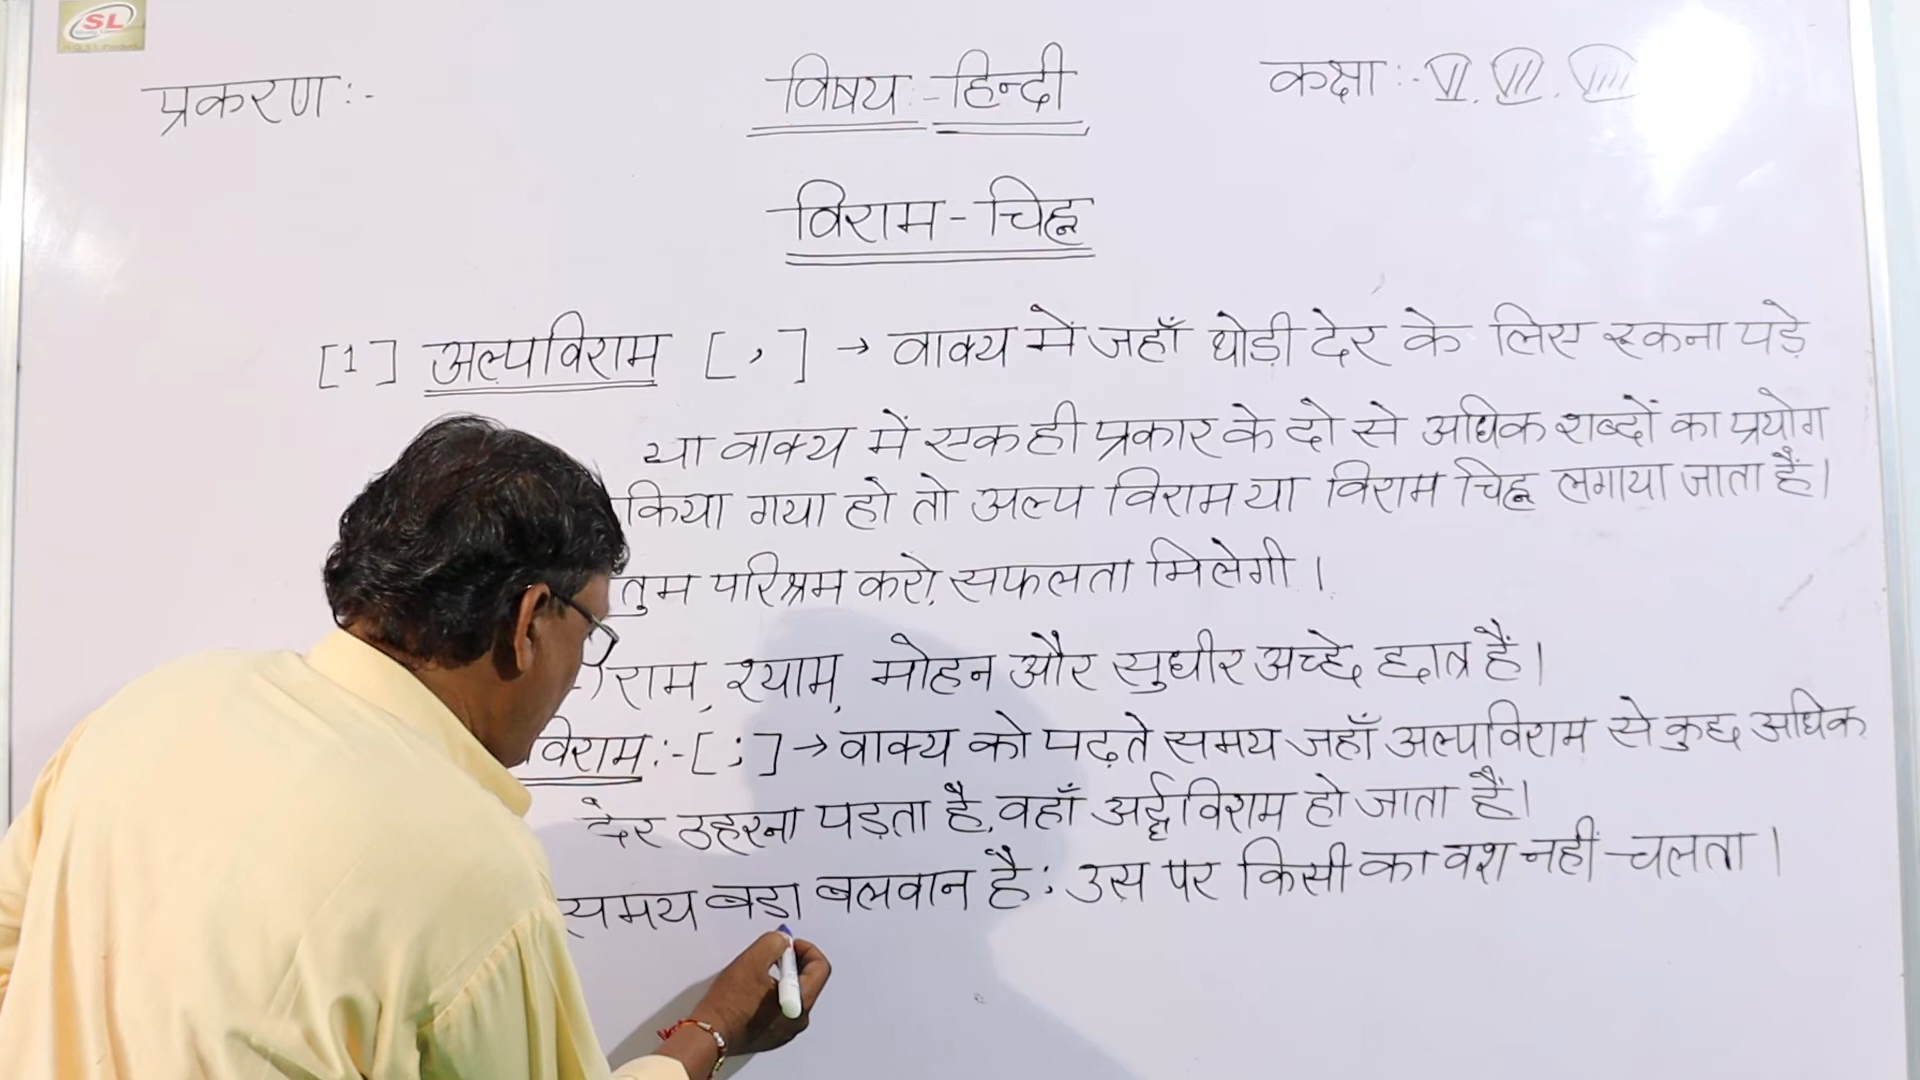 SL
प्रकरण :-
विषय :- हिन्दी
कक्षा :- VI, VII, VIII
विराम - चिह्न
[1] अल्पविराम [ , ] → वाक्य में जहाँ थोड़ी देर के लिए रूकना पड़े
या वाक्य में एक ही प्रकार के दो से अधिक शब्दों का प्रयोग
किया गया हो तो अल्प विराम या विराम चिह्न लगाया जाता है।
तुम परिश्रम करो, सफलता मिलेगी।
राम, श्याम, मोहन और सुधीर अच्छे छात्र हैं।
विराम :- [ ; ] → वाक्य को पढ़ते समय जहाँ अल्पविराम से कुछ अधिक
देर ठहरना पड़ता है, वहाँ अर्द्धविराम हो जाता हैं।
समय बड़ा बलवान है; उस पर किसी का वश नहीं चलता।